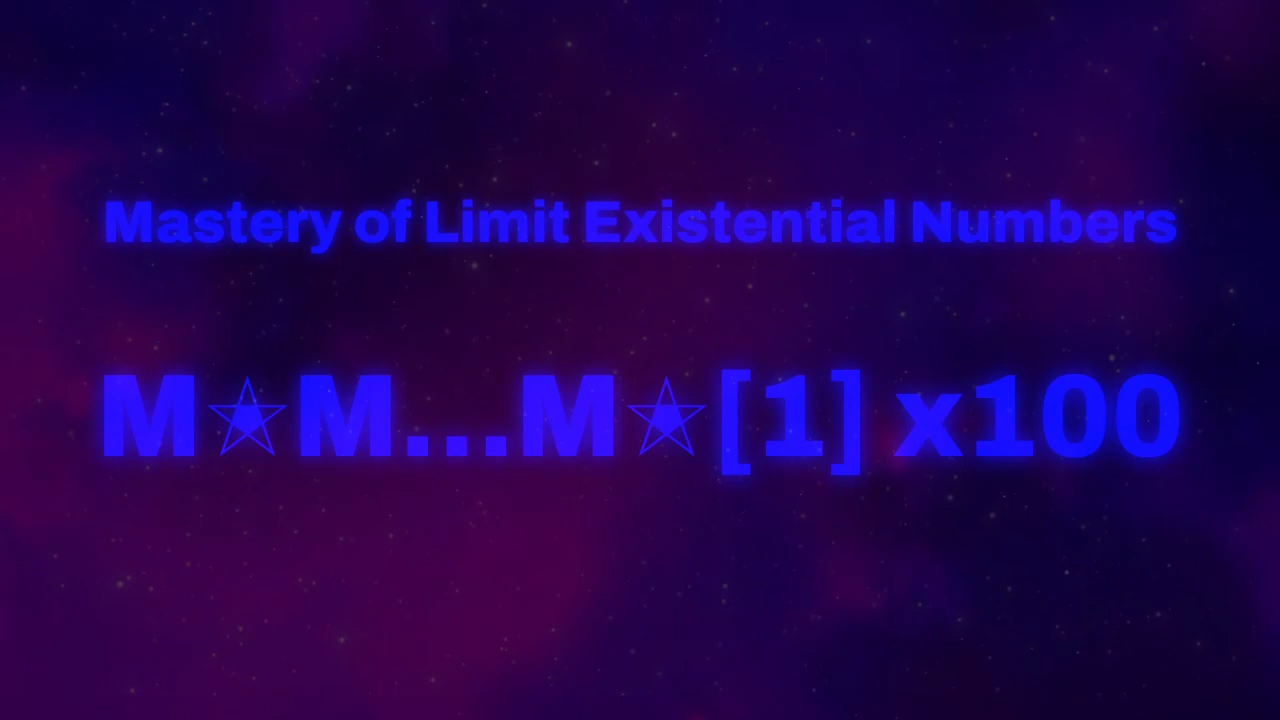 Mastery of Limit Existential Numbers
M⛤M...M⛤[1] x100